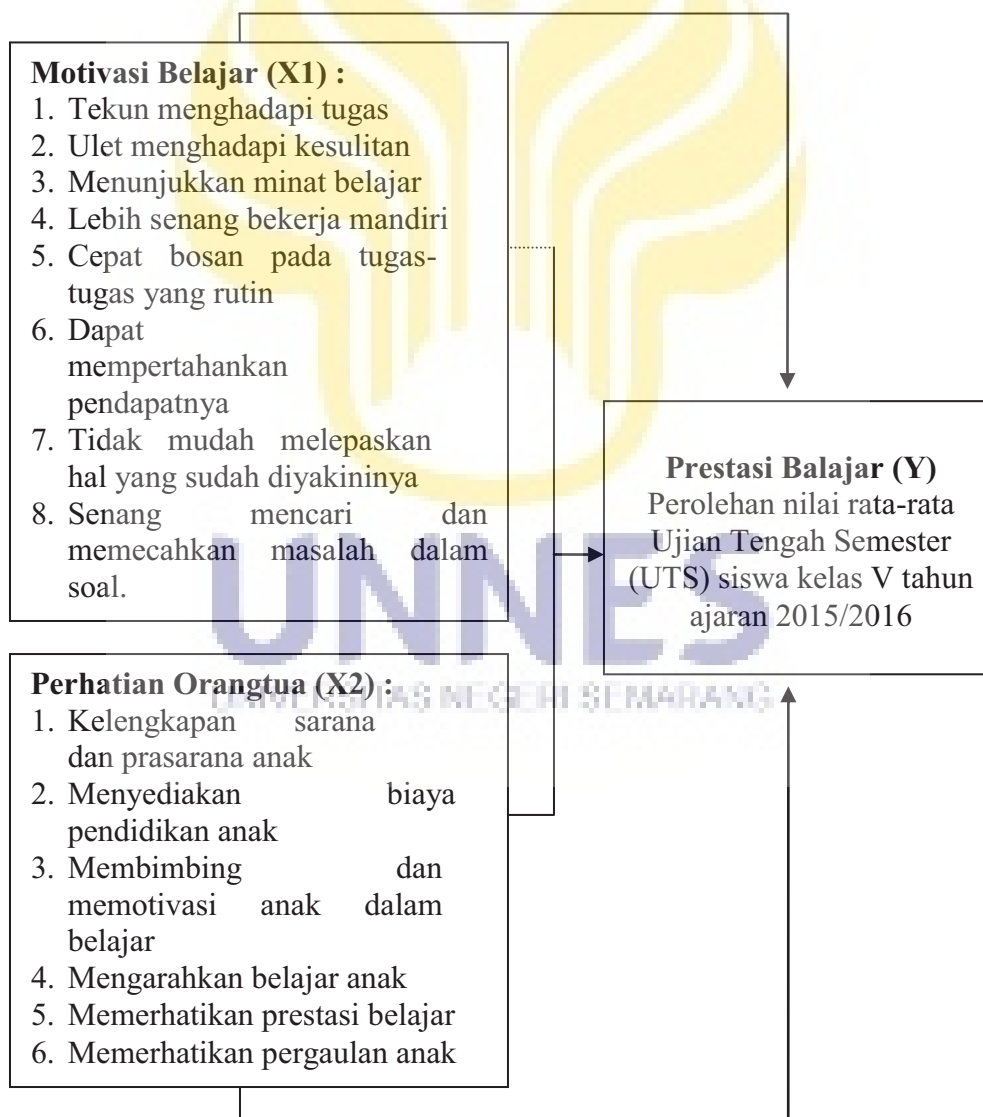 Motivasi Belajar (X1) :
1. Tekun menghadapi tugas
2. Ulet menghadapi kesulitan
3. Menunjukkan minat belajar
4. Lebih senang bekerja mandiri
5. Cepat bosan pada tugas-
tugas yang rutin
6. Dapat
mempertahankan
pendapatnya
7. Tidak mudah melepaskan
hal yang sudah diyakininya
8. Senang mencari dan
memecahkan masalah dalam
soal.
Prestasi Balajar (Y)
Perolehan nilai rata-rata
Ujian Tengah Semester
(UTS) siswa kelas V tahun
ajaran 2015/2016
UNNES
UNIVERSITAS NEGERI SEMARANG
Perhatian Orangtua (X2) :
1. Kelengkapan sarana
dan prasarana anak
2. Menyediakan biaya
pendidikan anak
3. Membimbing dan
memotivasi anak dalam
belajar
4. Mengarahkan belajar anak
5. Memerhatikan prestasi belajar
6. Memerhatikan pergaulan anak